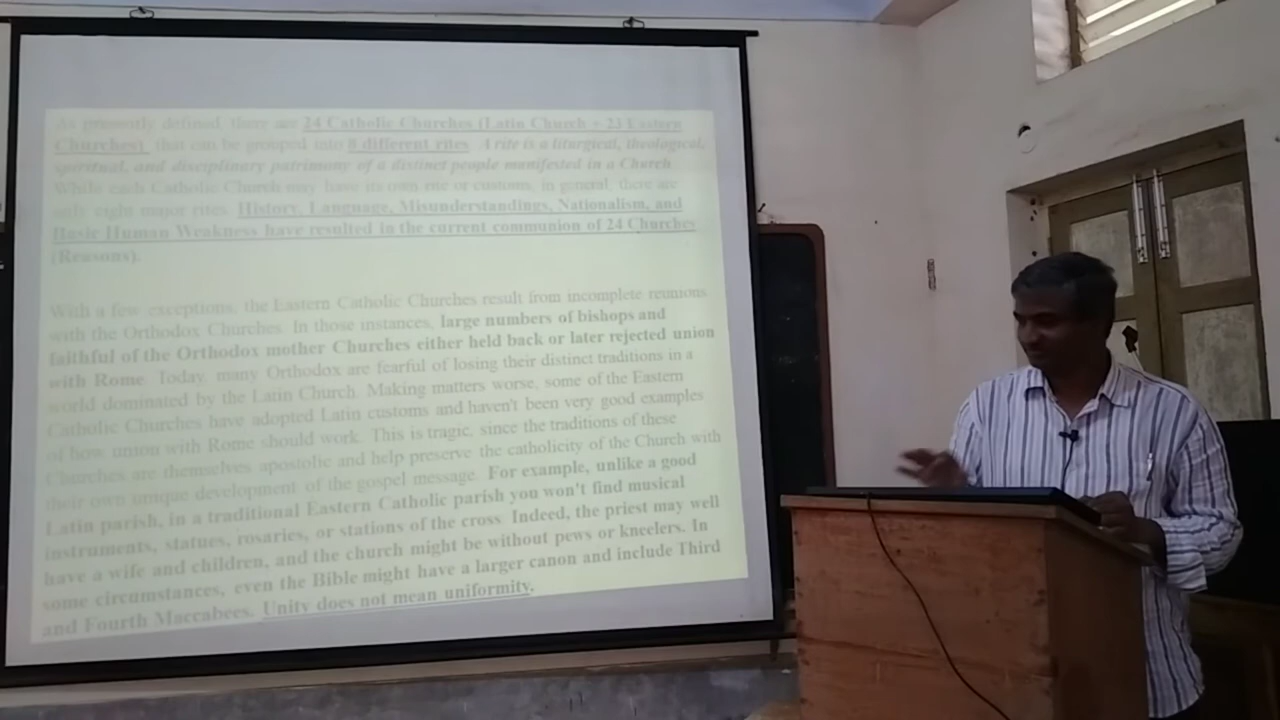 As presently defined, there are 24 Catholic Churches (Latin Church + 23 Eastern
Churches) that can be grouped into 8 different rites. A rite is a liturgical, theological,
spiritual, and disciplinary patrimony of a distinct people manifested in a Church.
While each Catholic Church may have its own rite or customs, in general, there are
only eight major rites. History, Language, Misunderstandings, Nationalism, and
Basic Human Weakness have resulted in the current communion of 24 Churches
(Reasons).
With a few exceptions, the Eastern Catholic Churches result from incomplete reunions
with the Orthodox Churches. In those instances, large numbers of bishops and
faithful of the Orthodox mother Churches either held back or later rejected union
with Rome. Today, many Orthodox are fearful of losing their distinct traditions in a
world dominated by the Latin Church. Making matters worse, some of the Eastern
Catholic Churches have adopted Latin customs and haven't been very good examples
of how union with Rome should work. This is tragic, since the traditions of these
Churches are themselves apostolic and help preserve the catholicity of the Church with
their own unique development of the gospel message. For example, unlike a good
Latin parish, in a traditional Eastern Catholic parish you won't find musical
instruments, statues, rosaries, or stations of the cross. Indeed, the priest may well
have a wife and children, and the church might be without pews or kneelers. In
some circumstances, even the Bible might have a larger canon and include Third
and Fourth Maccabees. Unity does not mean uniformity.